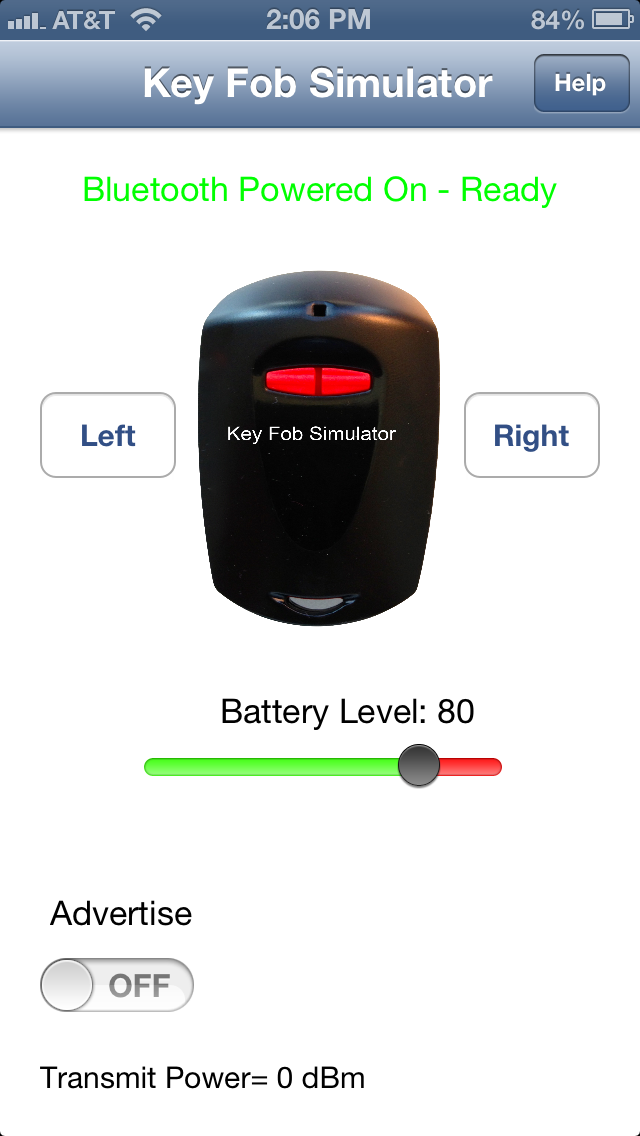 AT&T 2:06 PM 84%
Key Fob Simulator Help
Bluetooth Powered On - Ready
Key Fob Simulator
Left Right
Battery Level: 80
Advertise
OFF
Transmit Power= 0 dBm